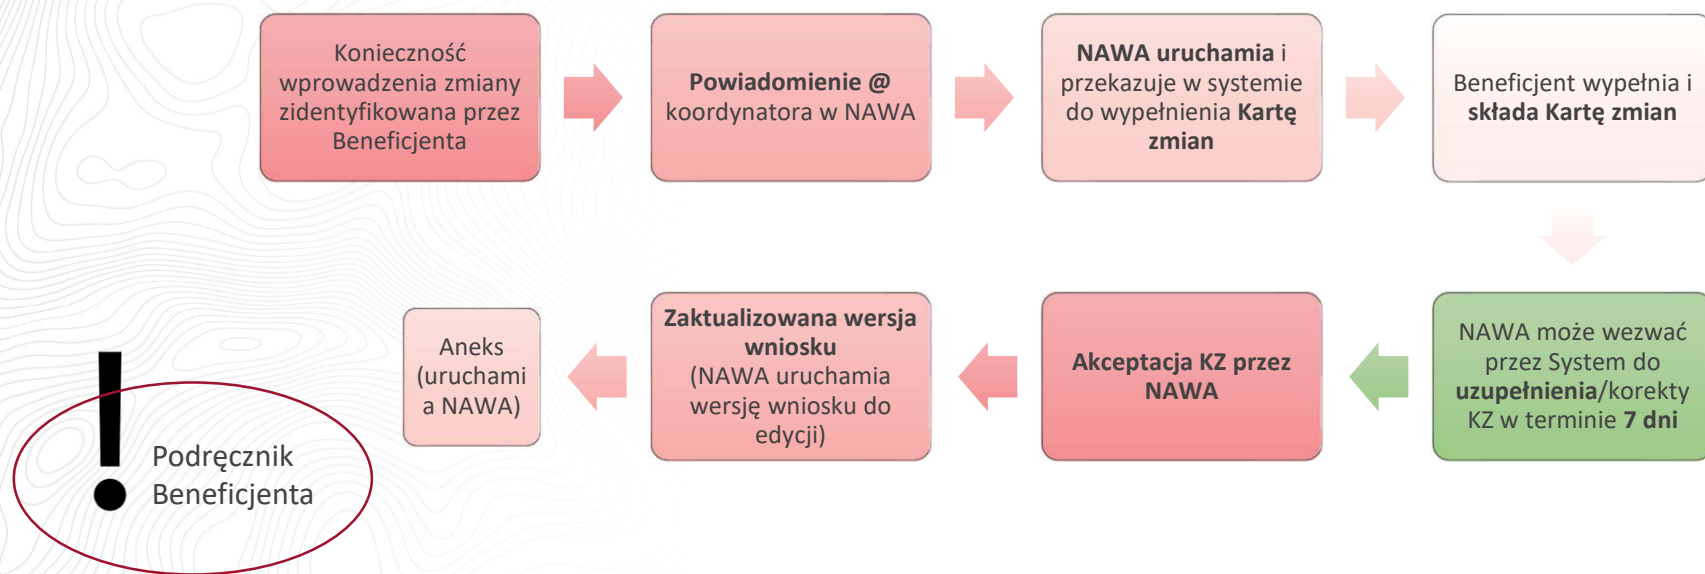 Konieczność
wprowadzenia zmiany
zidentyfikowana przez
Beneficjenta
Powiadomienie @
koordynatora w NAWA
NAWA uruchamia i
przekazuje w systemie
do wypełnienia Kartę
zmian
Beneficjent wypełnia i
składa Kartę zmian
NAWA może wezwać
przez System do
uzupełnienia/korekty
KZ w terminie 7 dni
Akceptacja KZ przez
NAWA
Zaktualizowana wersja
wniosku
(NAWA uruchamia
wersję wniosku do
edycji)
Aneks
(uruchami
a NAWA)
!
Podręcznik
Beneficjenta